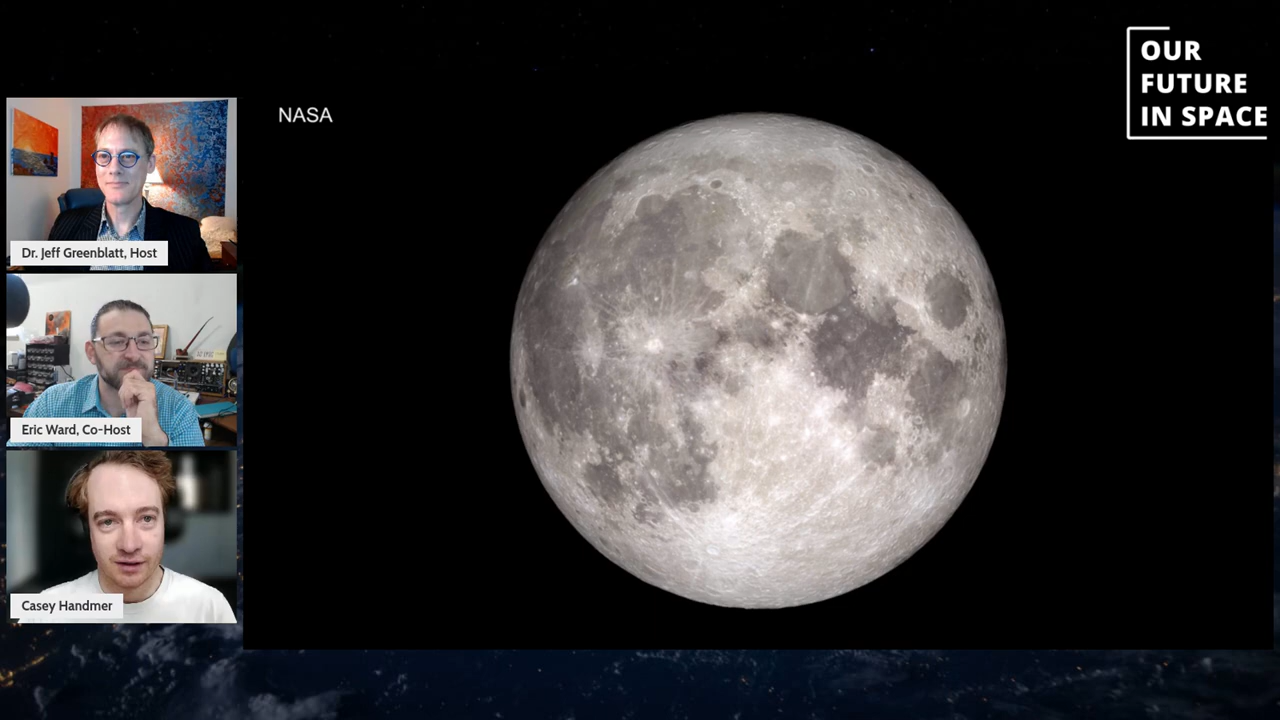 OUR
FUTURE
IN SPACE
NASA
Dr. Jeff Greenblatt, Host
Eric Ward, Co-Host
Casey Handmer